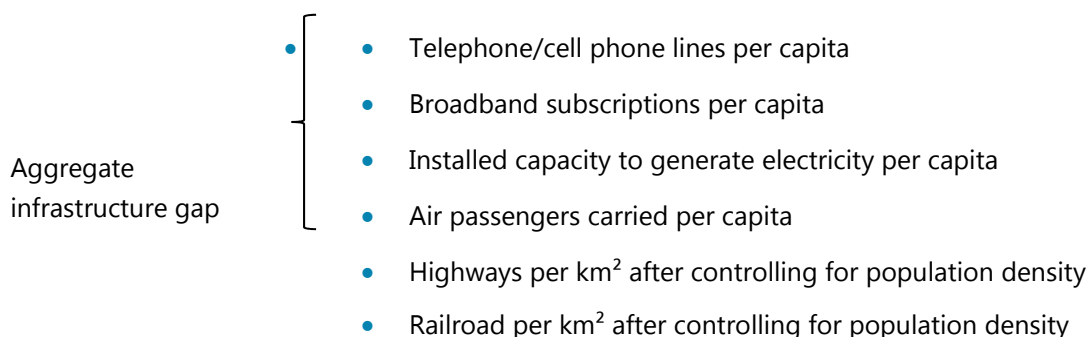 • Telephone/cell phone lines per capita
• Broadband subscriptions per capita
• Installed capacity to generate electricity per capita
Aggregate
infrastructure gap
• Air passengers carried per capita
• Highways per km² after controlling for population density
• Railroad per km² after controlling for population density